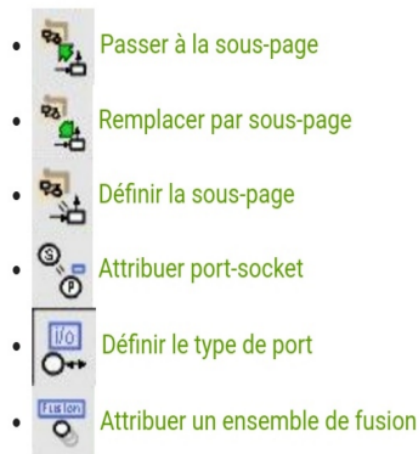 Passer à la sous-page
Remplacer par sous-page
Définir la sous-page
S
P
Attribuer port-socket
I/O
Définir le type de port
Fusion
Attribuer un ensemble de fusion